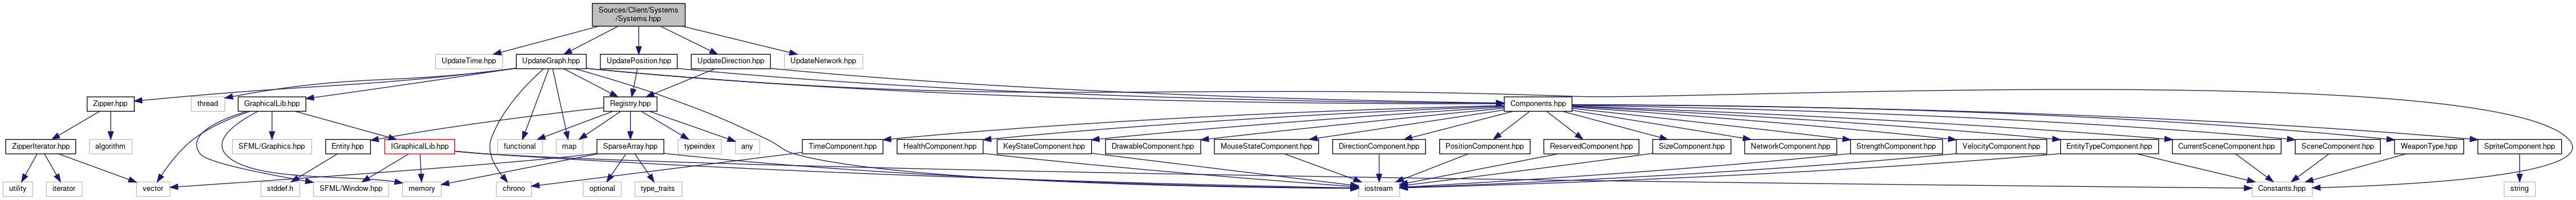 Sources/Client/Systems
/Systems.hpp
UpdateTime.hpp
UpdateGraph.hpp
UpdatePosition.hpp
UpdateDirection.hpp
UpdateNetwork.hpp
Zipper.hpp
thread
GraphicalLib.hpp
Registry.hpp
Components.hpp
ZipperIterator.hpp
algorithm
SFML/Graphics.hpp
Entity.hpp
IGraphicalLib.hpp
functional
map
SparseArray.hpp
typeindex
any
TimeComponent.hpp
HealthComponent.hpp
KeyStateComponent.hpp
DrawableComponent.hpp
MouseStateComponent.hpp
DirectionComponent.hpp
PositionComponent.hpp
ReservedComponent.hpp
SizeComponent.hpp
NetworkComponent.hpp
StrengthComponent.hpp
VelocityComponent.hpp
EntityTypeComponent.hpp
CurrentSceneComponent.hpp
SceneComponent.hpp
WeaponType.hpp
SpriteComponent.hpp
utility
iterator
vector
stddef.h
SFML/Window.hpp
memory
chrono
optional
type_traits
iostream
Constants.hpp
string